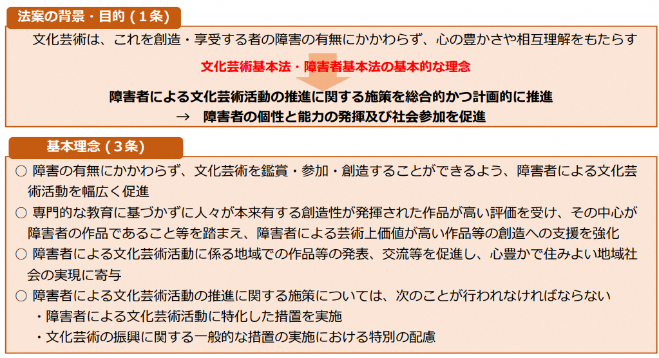 法案の背景・目的(１条)
文化芸術は、これを創造・享受する者の障害の有無にかかわらず、心の豊かさや相互理解をもたらす
文化芸術基本法・障害者基本法の基本的な理念
障害者による文化芸術活動の推進に関する施策を総合的かつ計画的に推進
→ 障害者の個性と能力の発揮及び社会参加を促進
基本理念(３条)
○ 障害の有無にかかわらず、文化芸術を鑑賞・参加・創造することができるよう、障害者による文化芸
術活動を幅広く促進
○ 専門的な教育に基づかずに人々が本来有する創造性が発揮された作品が高い評価を受け、その中心が
障害者の作品であること等を踏まえ、障害者による芸術上価値が高い作品等の創造への支援を強化
○ 障害者による文化芸術活動に係る地域での作品等の発表、交流等を促進し、心豊かで住みよい地域社
会の実現に寄与
○ 障害者による文化芸術活動の推進に関する施策については、次のことが行われなければならない
・障害者による文化芸術活動に特化した措置を実施
・文化芸術の振興に関する一般的な措置の実施における特別の配慮